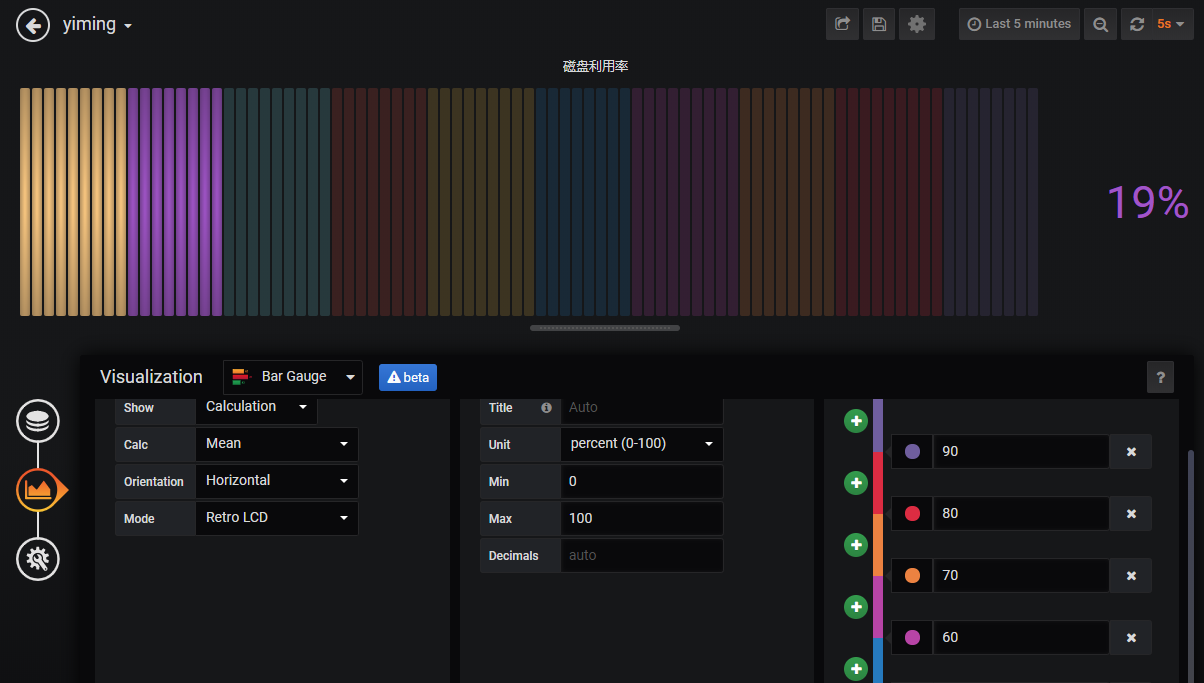 yiming
Last 5 minutes
5s
磁盘利用率
19%
Visualization
Bar Gauge
beta
?
Show
Calculation
Title
Auto
Calc
Mean
Unit
percent (0-100)
90
Orientation
Horizontal
Min
0
80
Mode
Retro LCD
Max
100
Decimals
auto
70
60